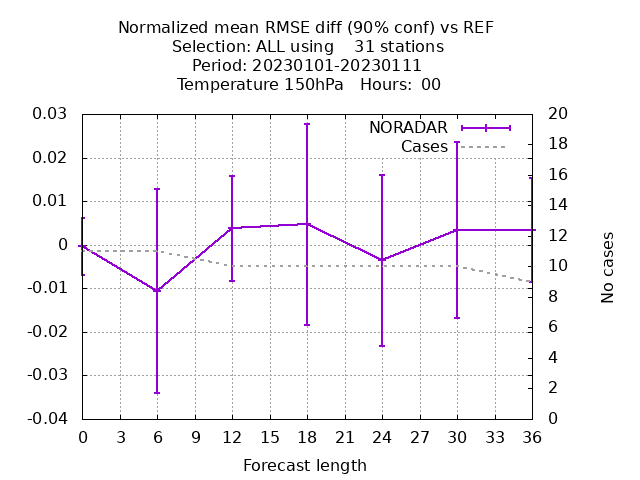 Normalized mean RMSE diff (90% conf) vs REF
Selection: ALL using    31 stations
Period: 20230101-20230111
Temperature 150hPa   Hours:  00
NORADAR
Cases
0.03
0.02
0.01
0
-0.01
-0.02
-0.03
-0.04
20
18
16
14
12
10
8
6
4
2
0
No cases
0 3 6 9 12 15 18 21 24 27 30 33 36
Forecast length